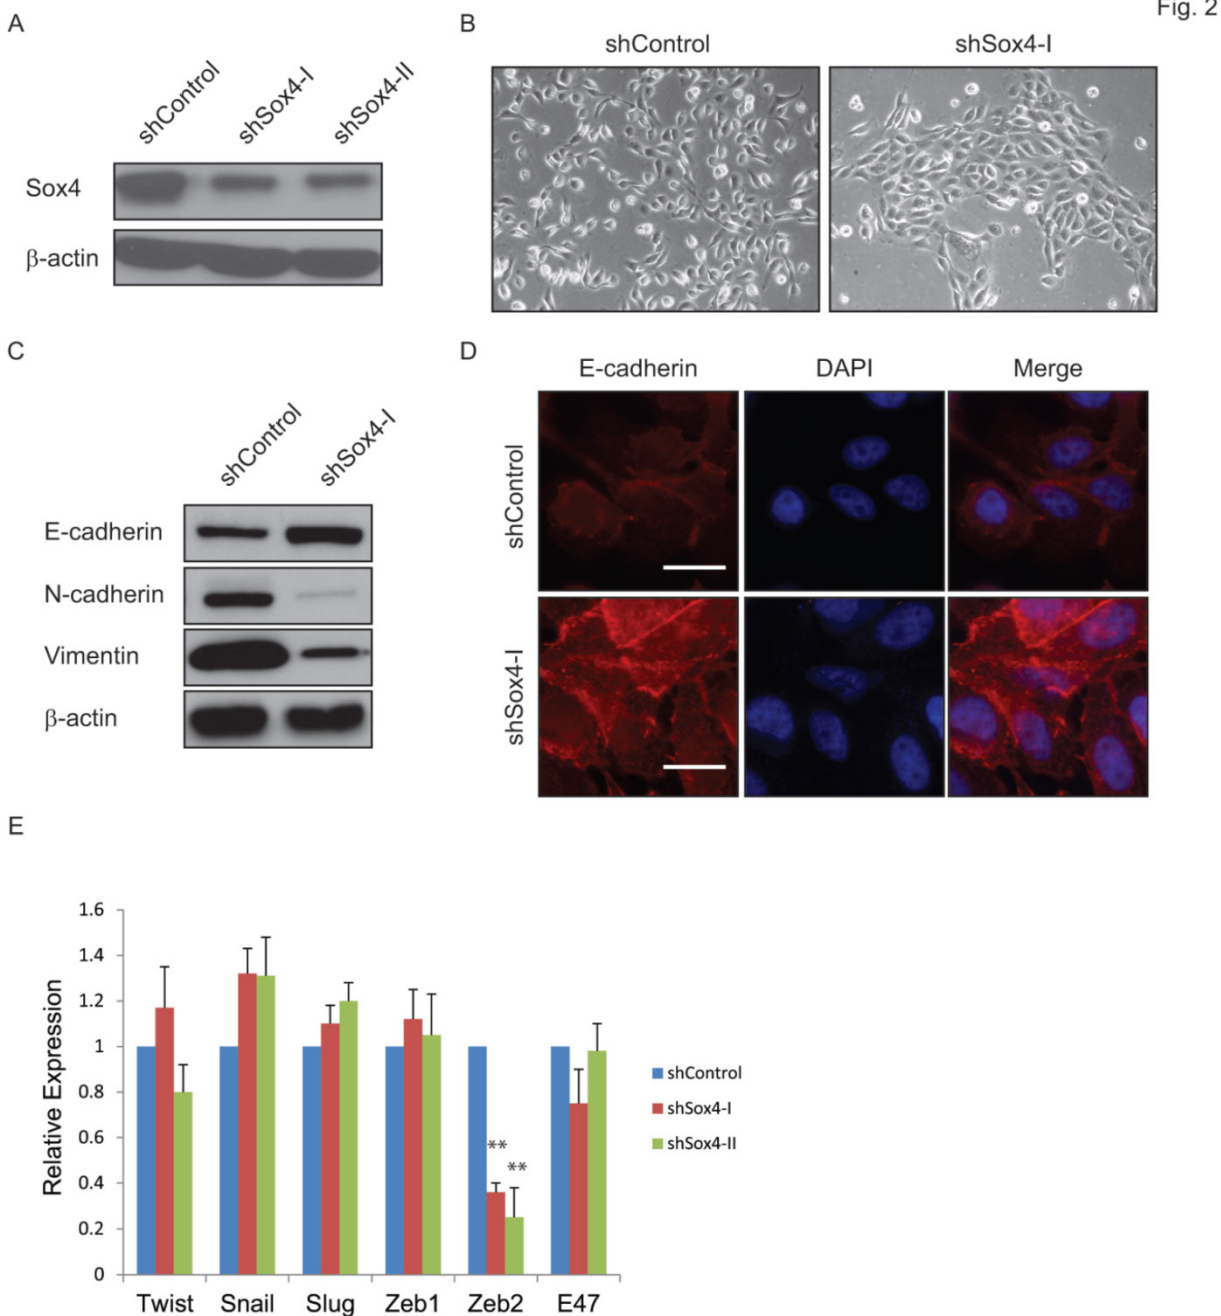 Fig. 2
A
shControl
shSox4-I
shSox4-II
Sox4
β-actin
B
shControl
shSox4-I
C
shControl
shSox4-I
E-cadherin
N-cadherin
Vimentin
β-actin
D
E-cadherin
DAPI
Merge
shControl
shSox4-I
E
Relative Expression
1.6
1.4
1.2
1
0.8
0.6
0.4
0.2
0
**
**
Twist
Snail
Slug
Zeb1
Zeb2
E47
shControl
shSox4-I
shSox4-II